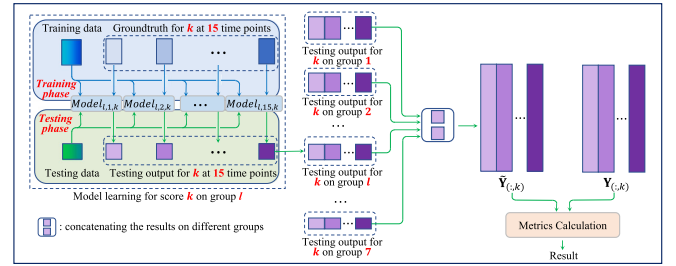 Training data
Groundtruth for k at 15 time points
...
Training phase
Model_{l,1,k} Model_{l,2,k} ... Model_{l,15,k}
Testing phase
...
Testing data
Testing output for k at 15 time points
Model learning for score k on group l
: concatenating the results on different groups
...
Testing output for
k on group 1
...
Testing output for
k on group 2
...
...
Testing output for
k on group l
...
...
Testing output for
k on group 7
...
Ỹ_{(:,k)}
...
Y_{(:,k)}
Metrics Calculation
Result